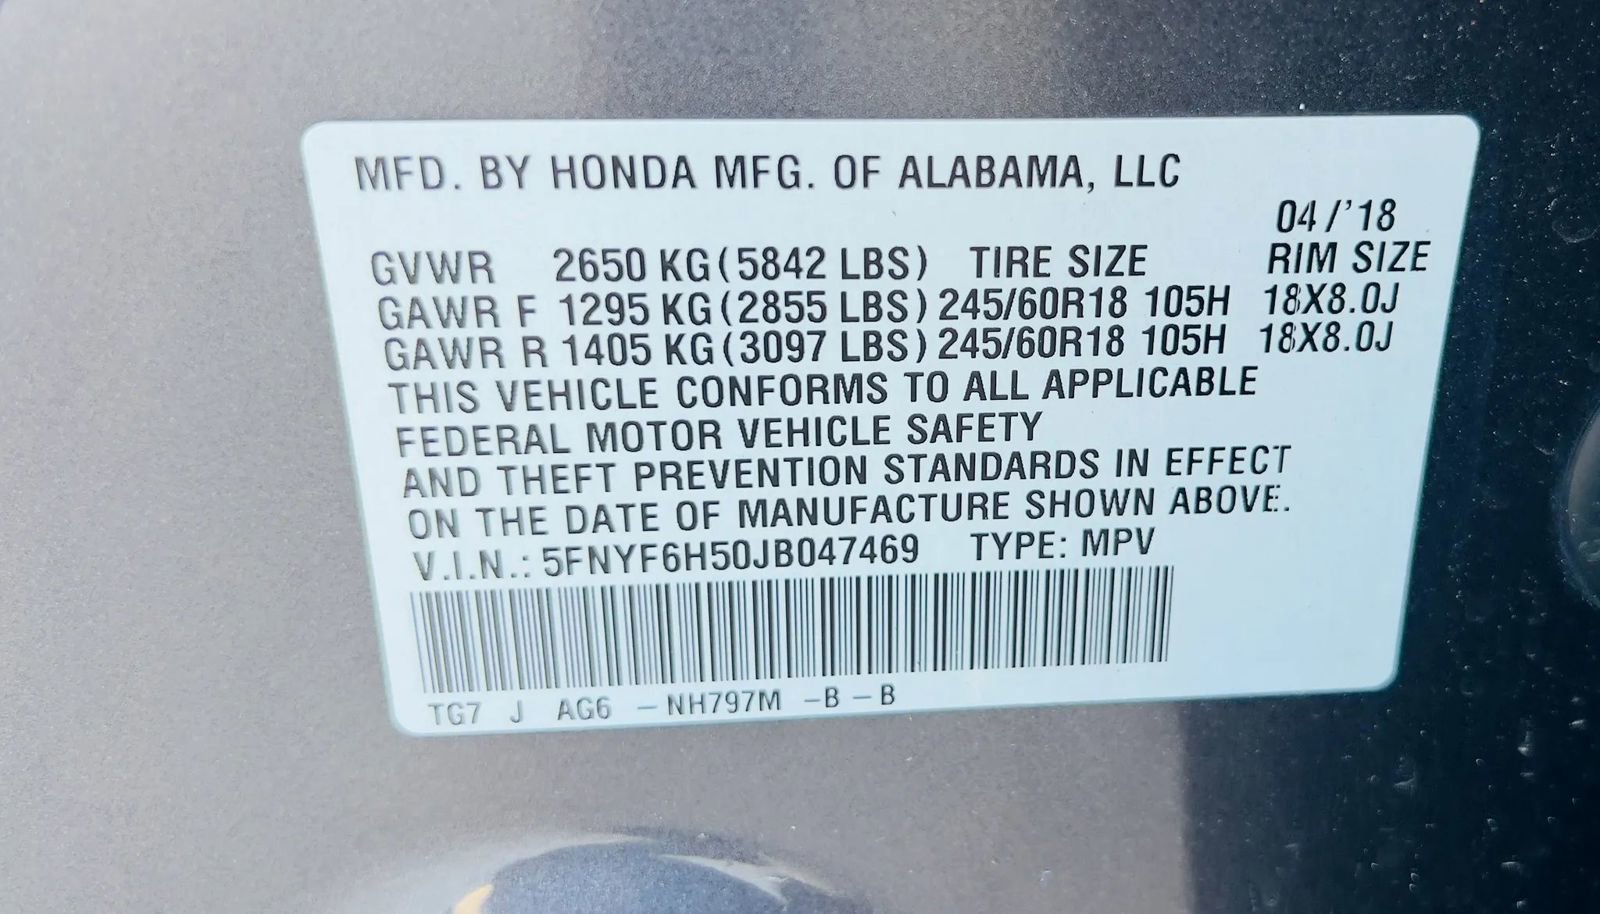 MFD. BY HONDA MFG. OF ALABAMA, LLC
04/'18
GVWR 2650 KG(5842 LBS) TIRE SIZE RIM SIZE
GAWR F 1295 KG(2855 LBS) 245/60R18 105H 18X8.0J
GAWR R 1405 KG(3097 LBS) 245/60R18 105H 18X8.0J
THIS VEHICLE CONFORMS TO ALL APPLICABLE
FEDERAL MOTOR VEHICLE SAFETY
AND THEFT PREVENTION STANDARDS IN EFFECT
ON THE DATE OF MANUFACTURE SHOWN ABOVE.
V.I.N.: 5FNYF6H50JB047469 TYPE: MPV
TG7 J AG6 –NH797M –B–B